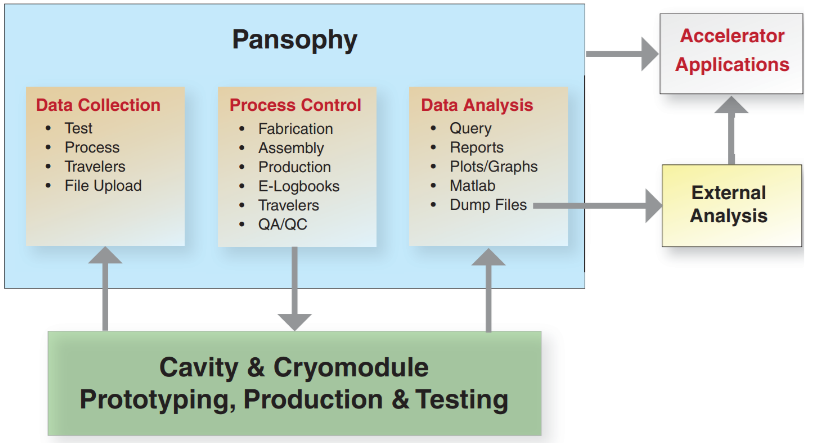 Pansophy
Data Collection
• Test
• Process
• Travelers
• File Upload
Process Control
• Fabrication
• Assembly
• Production
• E-Logbooks
• Travelers
• QA/QC
Data Analysis
• Query
• Reports
• Plots/Graphs
• Matlab
• Dump Files
Accelerator
Applications
External
Analysis
Cavity & Cryomodule
Prototyping, Production & Testing